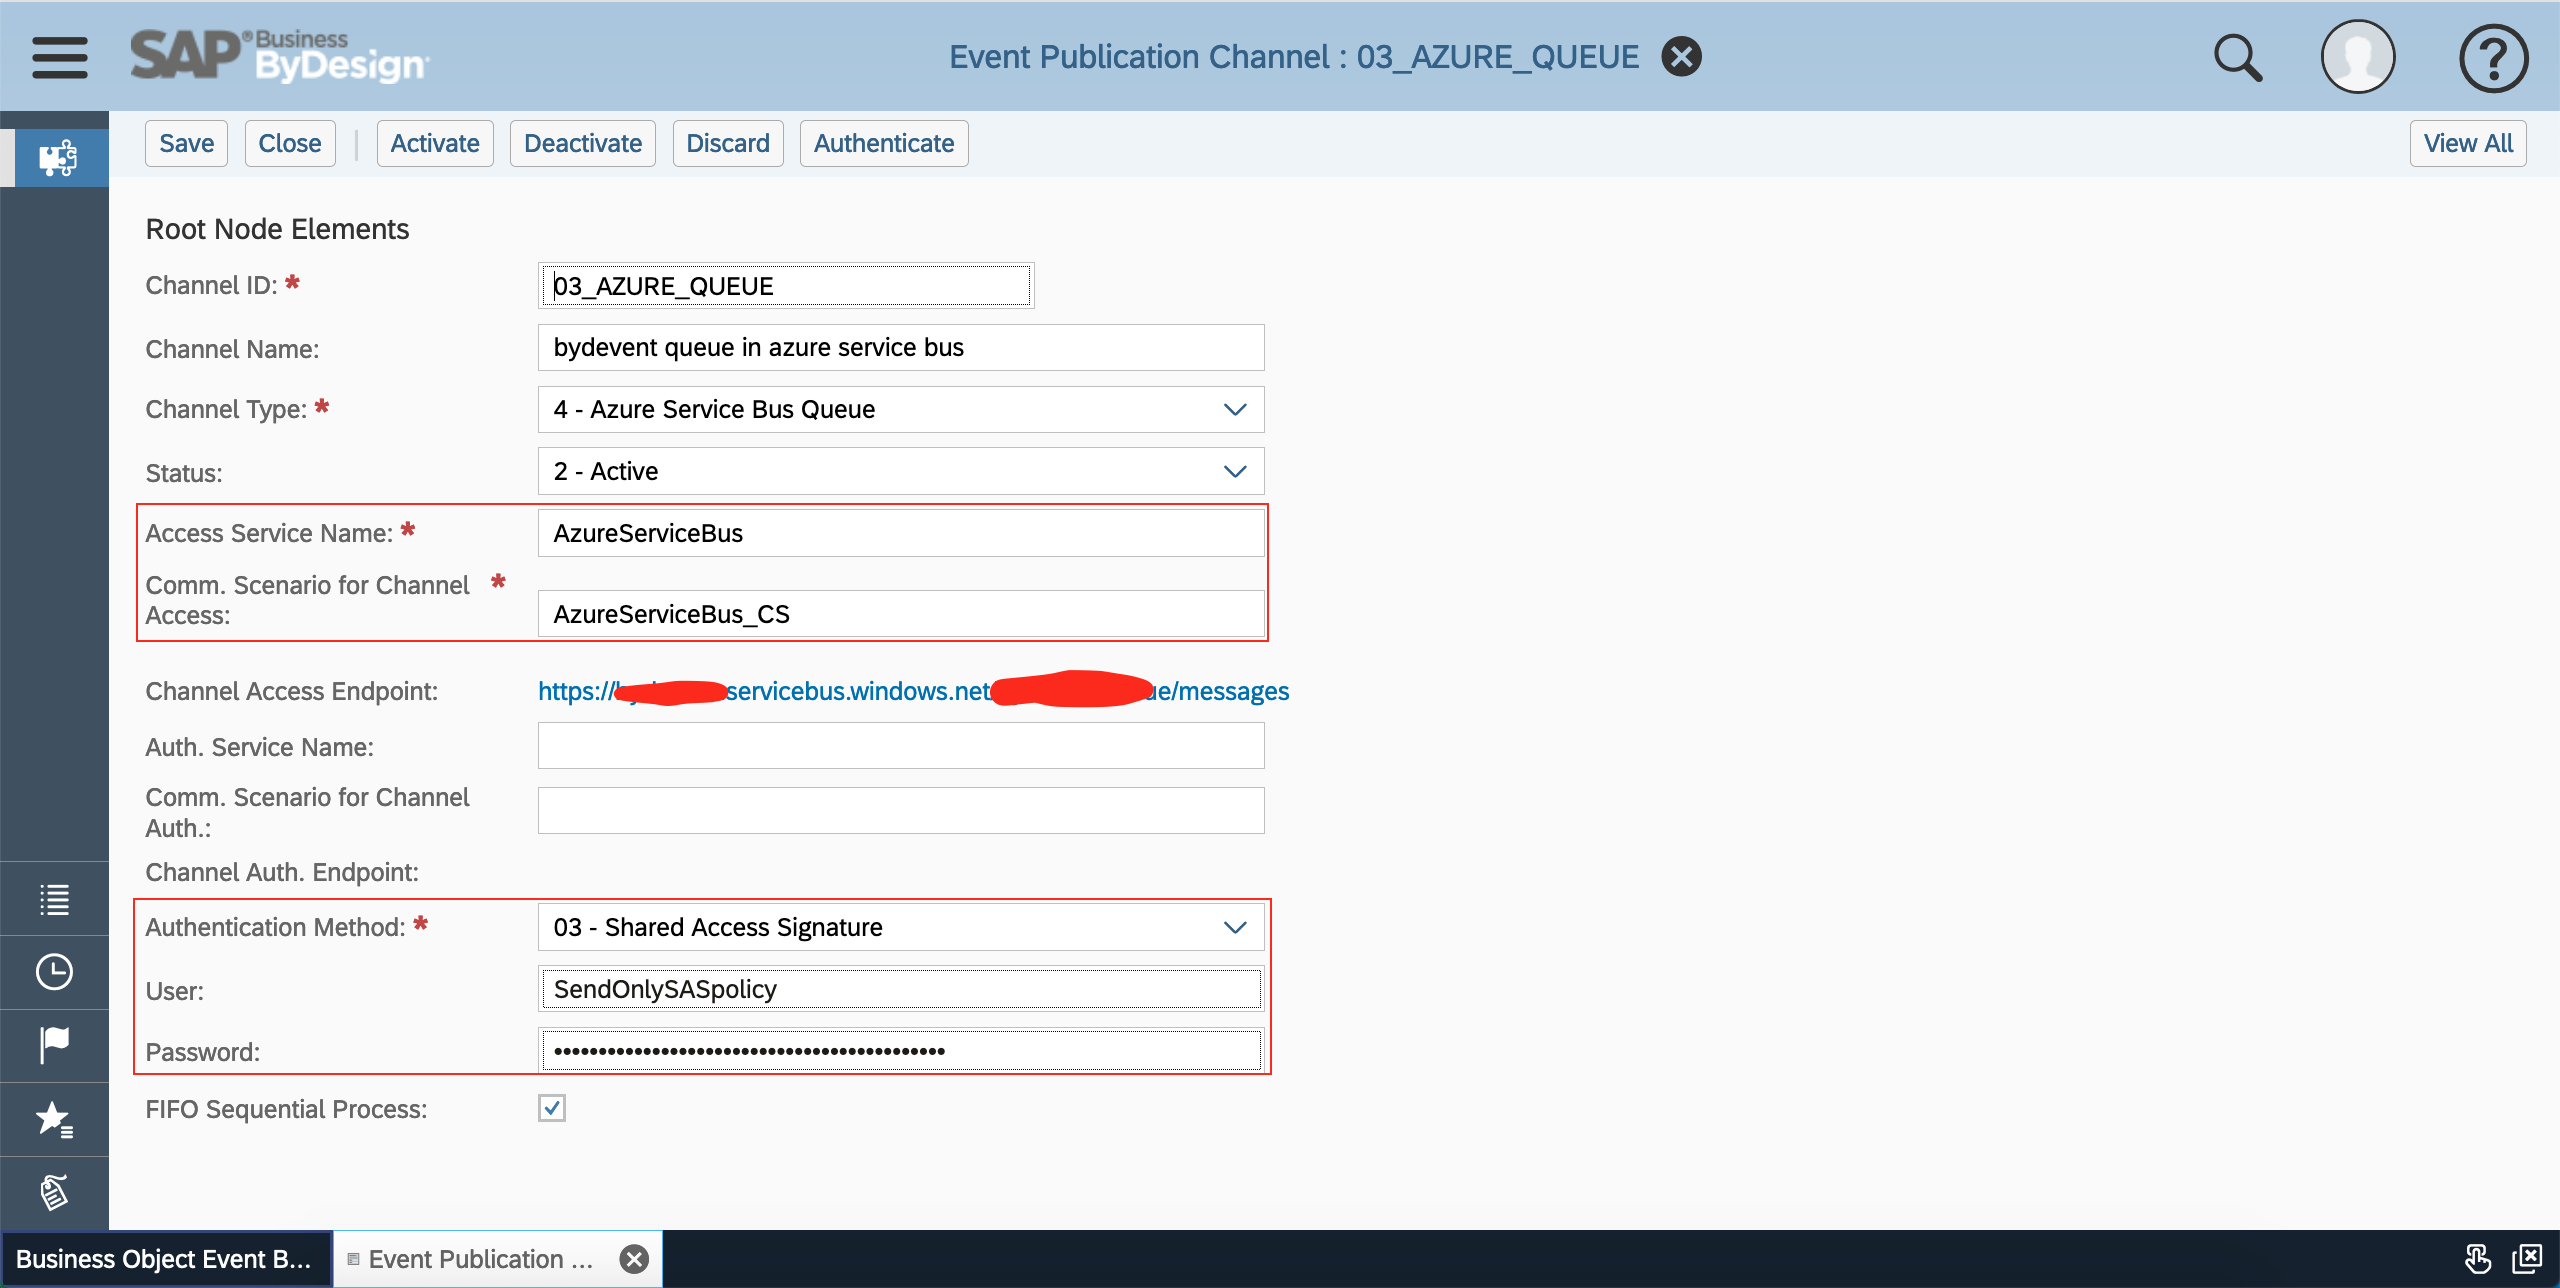 SAP® Business
ByDesign
Event Publication Channel : 03_AZURE_QUEUE
Save Close Activate Deactivate Discard Authenticate View All
Root Node Elements
Channel ID: *
03_AZURE_QUEUE
Channel Name:
bydevent queue in azure service bus
Channel Type: *
4 - Azure Service Bus Queue
Status:
2 - Active
Access Service Name: *
AzureServiceBus
Comm. Scenario for Channel *
Access:
AzureServiceBus_CS
Channel Access Endpoint:
https:// servicebus.windows.net ue/messages
Auth. Service Name:
Comm. Scenario for Channel
Auth.:
Channel Auth. Endpoint:
Authentication Method: *
03 - Shared Access Signature
User:
SendOnlySASpolicy
Password:
FIFO Sequential Process:
Business Object Event B...
Event Publication ...